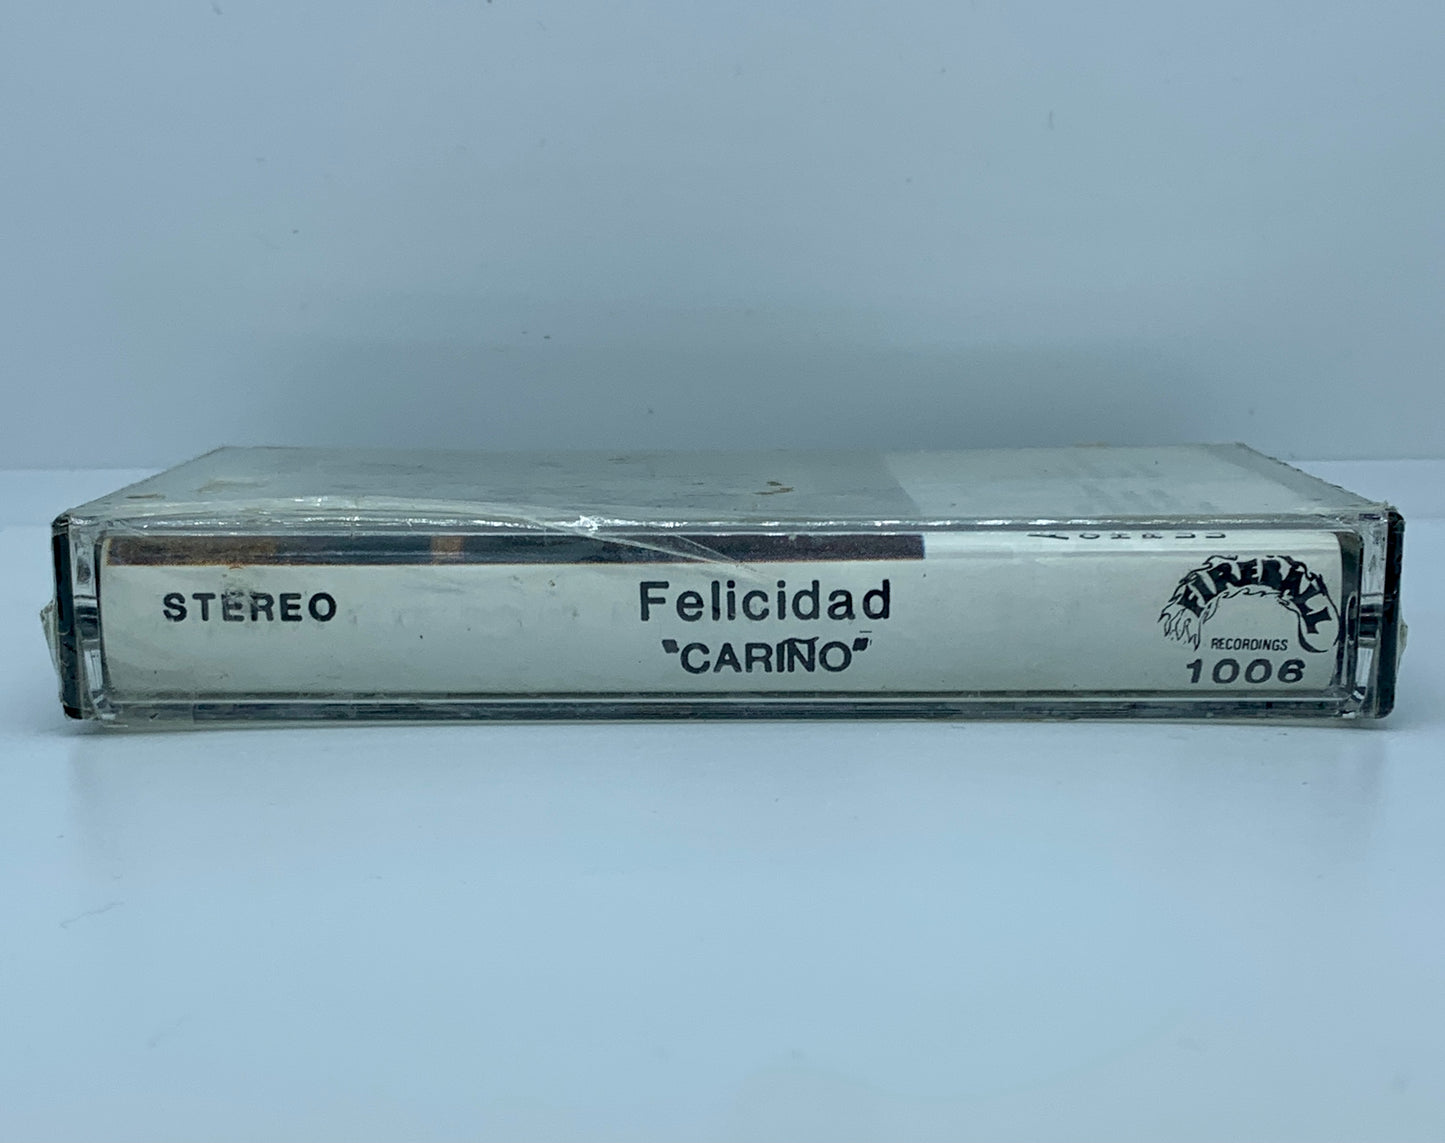 STEREO
Felicidad
"CARIÑO"
FIREBALL
RECORDINGS
1006